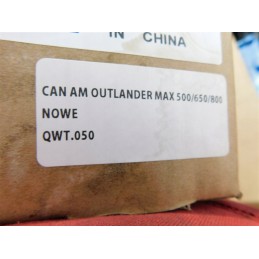 IN CHINA
CAN AM OUTLANDER MAX 500/650/800
NOWE
QWT.050